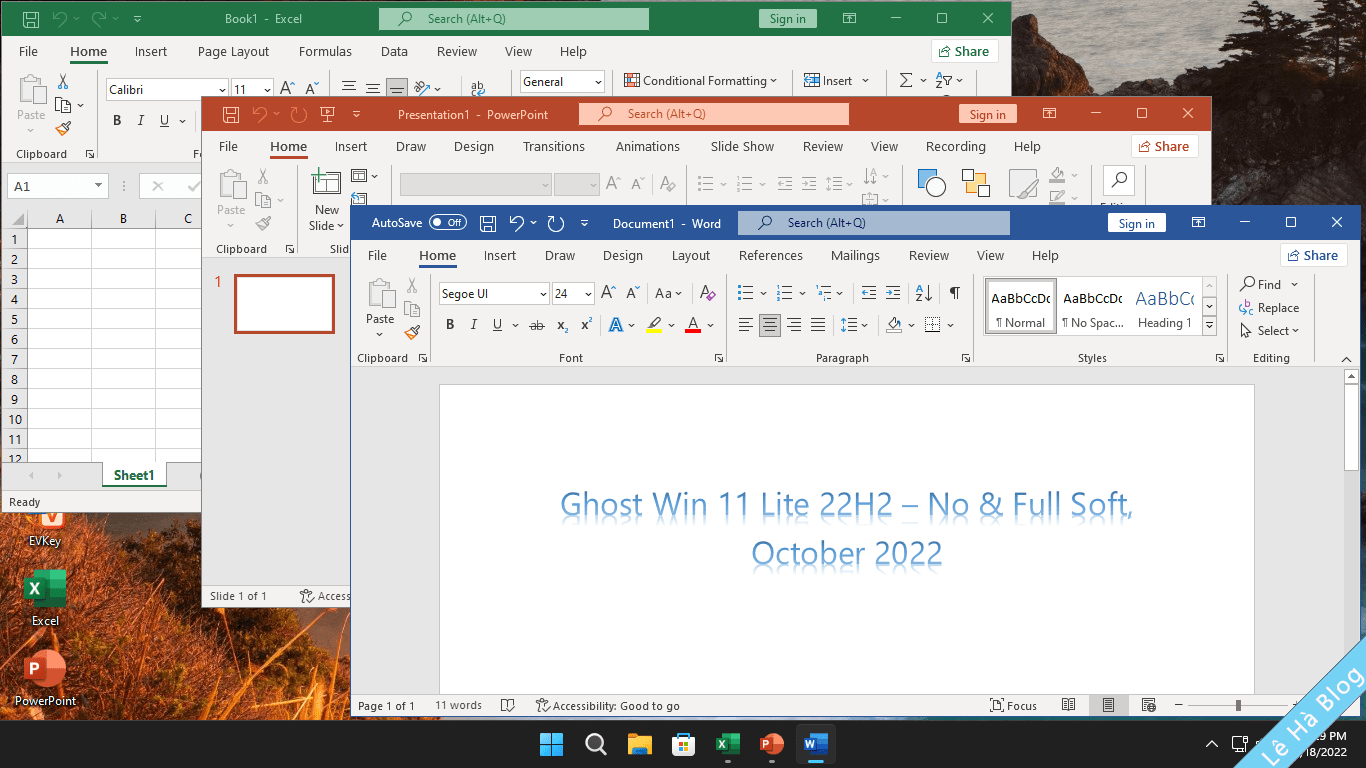 Book1 - Excel
Search (Alt+Q)
Sign in
File Home Insert Page Layout Formulas Data Review View Help
Share
Calibri 11
General
Conditional Formatting
Insert
Paste
B I U
Clipboard
A1
A B C
1
2
3
4
5
6
7
8
9
10
11
12
Sheet1
Ready
Presentation1 - PowerPoint
Search (Alt+Q)
Sign in
File Home Insert Draw Design Transitions Animations Slide Show Review View Recording Help
Share
Paste
New
Slide
Clipboard
1
Slide 1 of 1
AutoSave Off
Document1 - Word
Search (Alt+Q)
Sign in
File Home Insert Draw Design Layout References Mailings Review View Help
Share
Paste
Segoe UI 24
Aa
B I U ab x2 x2
AaBbCcDc AaBbCcDc AaBbCc
¶ Normal ¶ No Spac... Heading 1
Find
Replace
Select
Clipboard Font Paragraph Styles Editing
Ghost Win 11 Lite 22H2 – No & Full Soft,
October 2022
Page 1 of 1 11 words Accessibility: Good to go
Focus
EVKey
Excel
PowerPoint
PM
18/2022
Lê Hà Blog